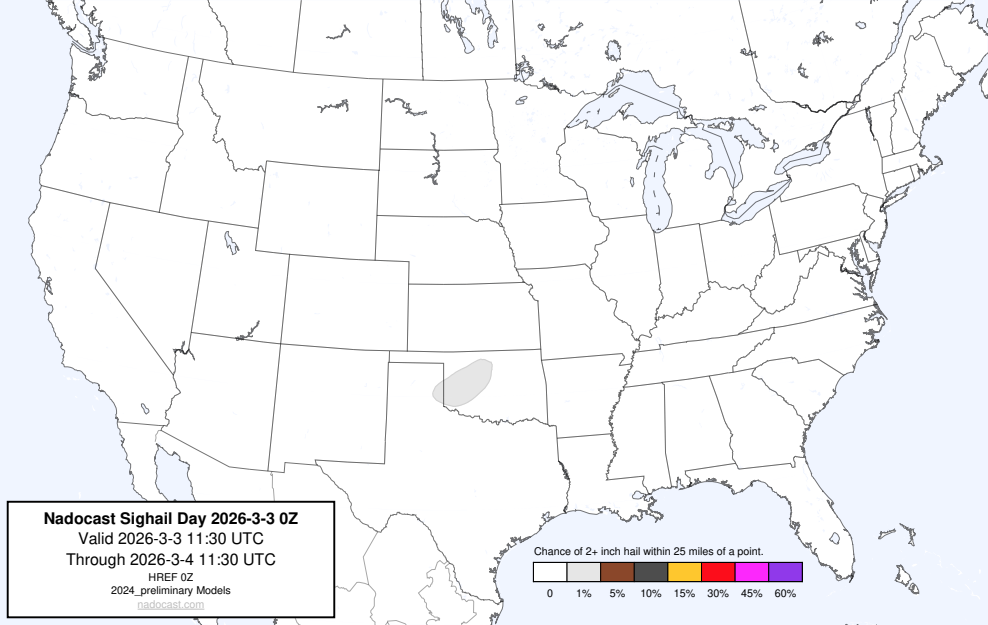 Nadocast Sighail Day 2026-3-3 0Z
Valid 2026-3-3 11:30 UTC
Through 2026-3-4 11:30 UTC
HREF 0Z
2024_preliminary Models
nadocast.com
Chance of 2+ inch hail within 25 miles of a point.
0 1% 5% 10% 15% 30% 45% 60%